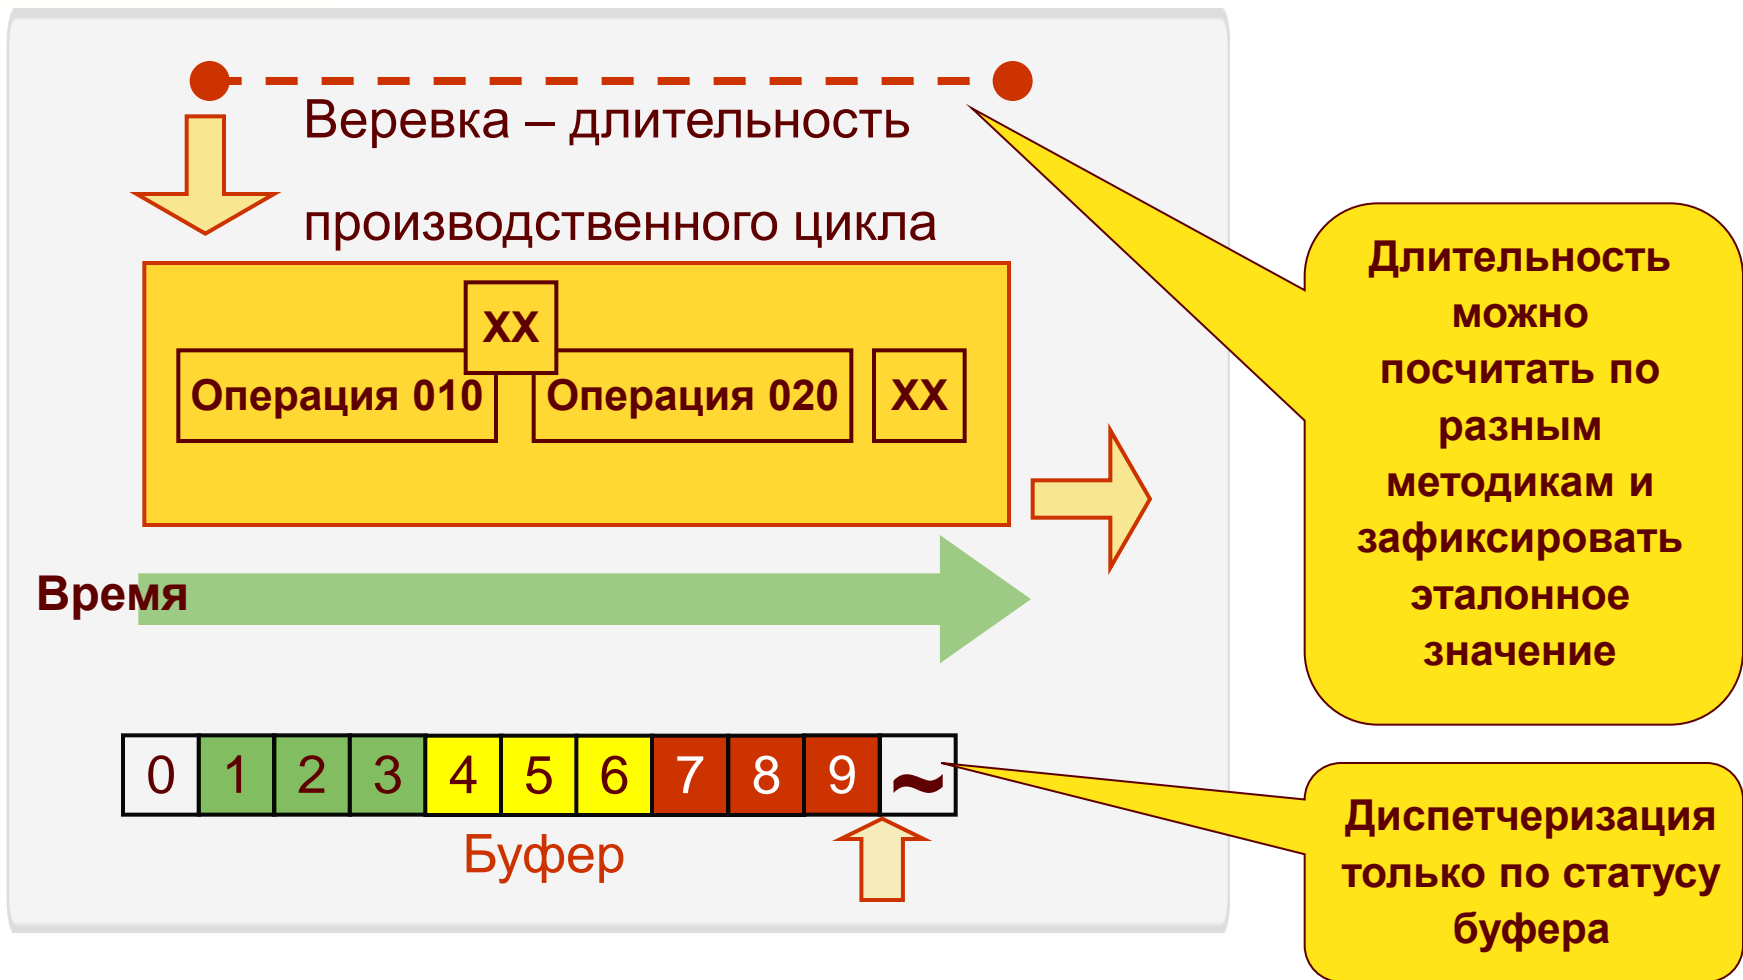 Веревка – длительность
производственного цикла
XX
Операция 010
Операция 020
XX
Время
0 1 2 3 4 5 6 7 8 9 ~
Буфер
Длительность
можно
посчитать по
разным
методикам и
зафиксировать
эталонное
значение
Диспетчеризация
только по статусу
буфера